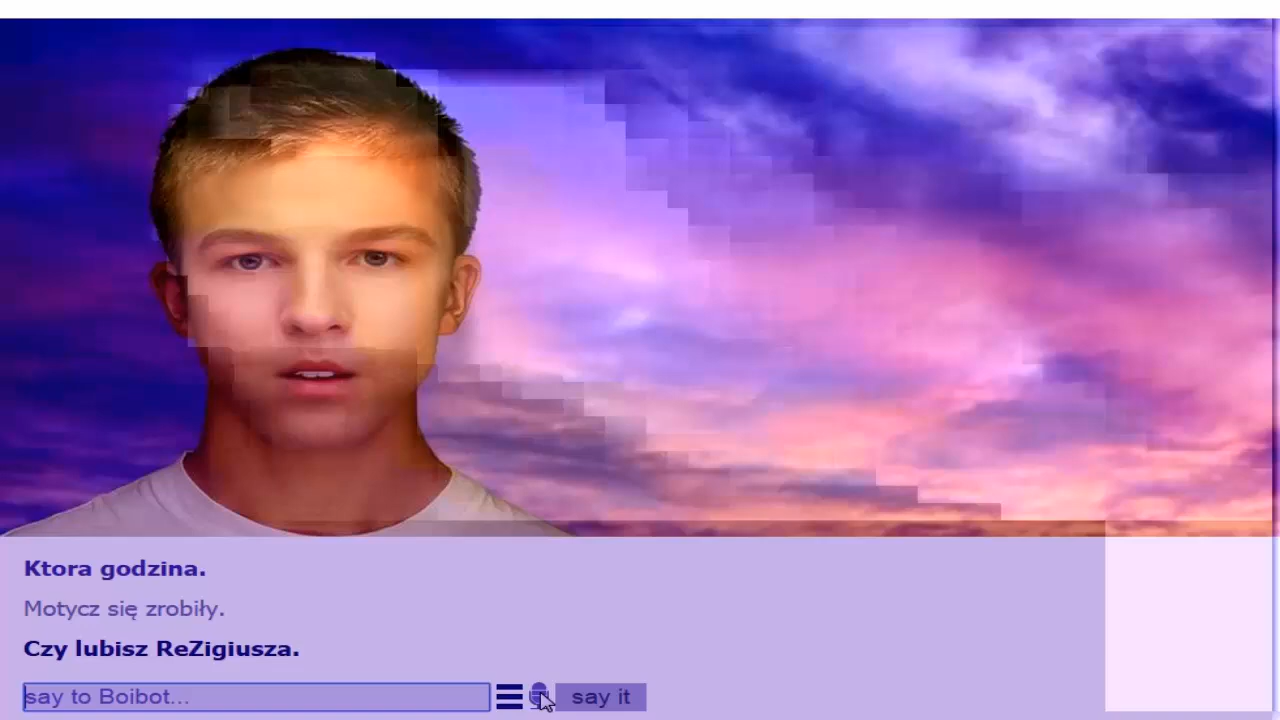 Ktora godzina.
Motycz się zrobiły.
Czy lubisz ReZigiusza.
say to Boibot... say it